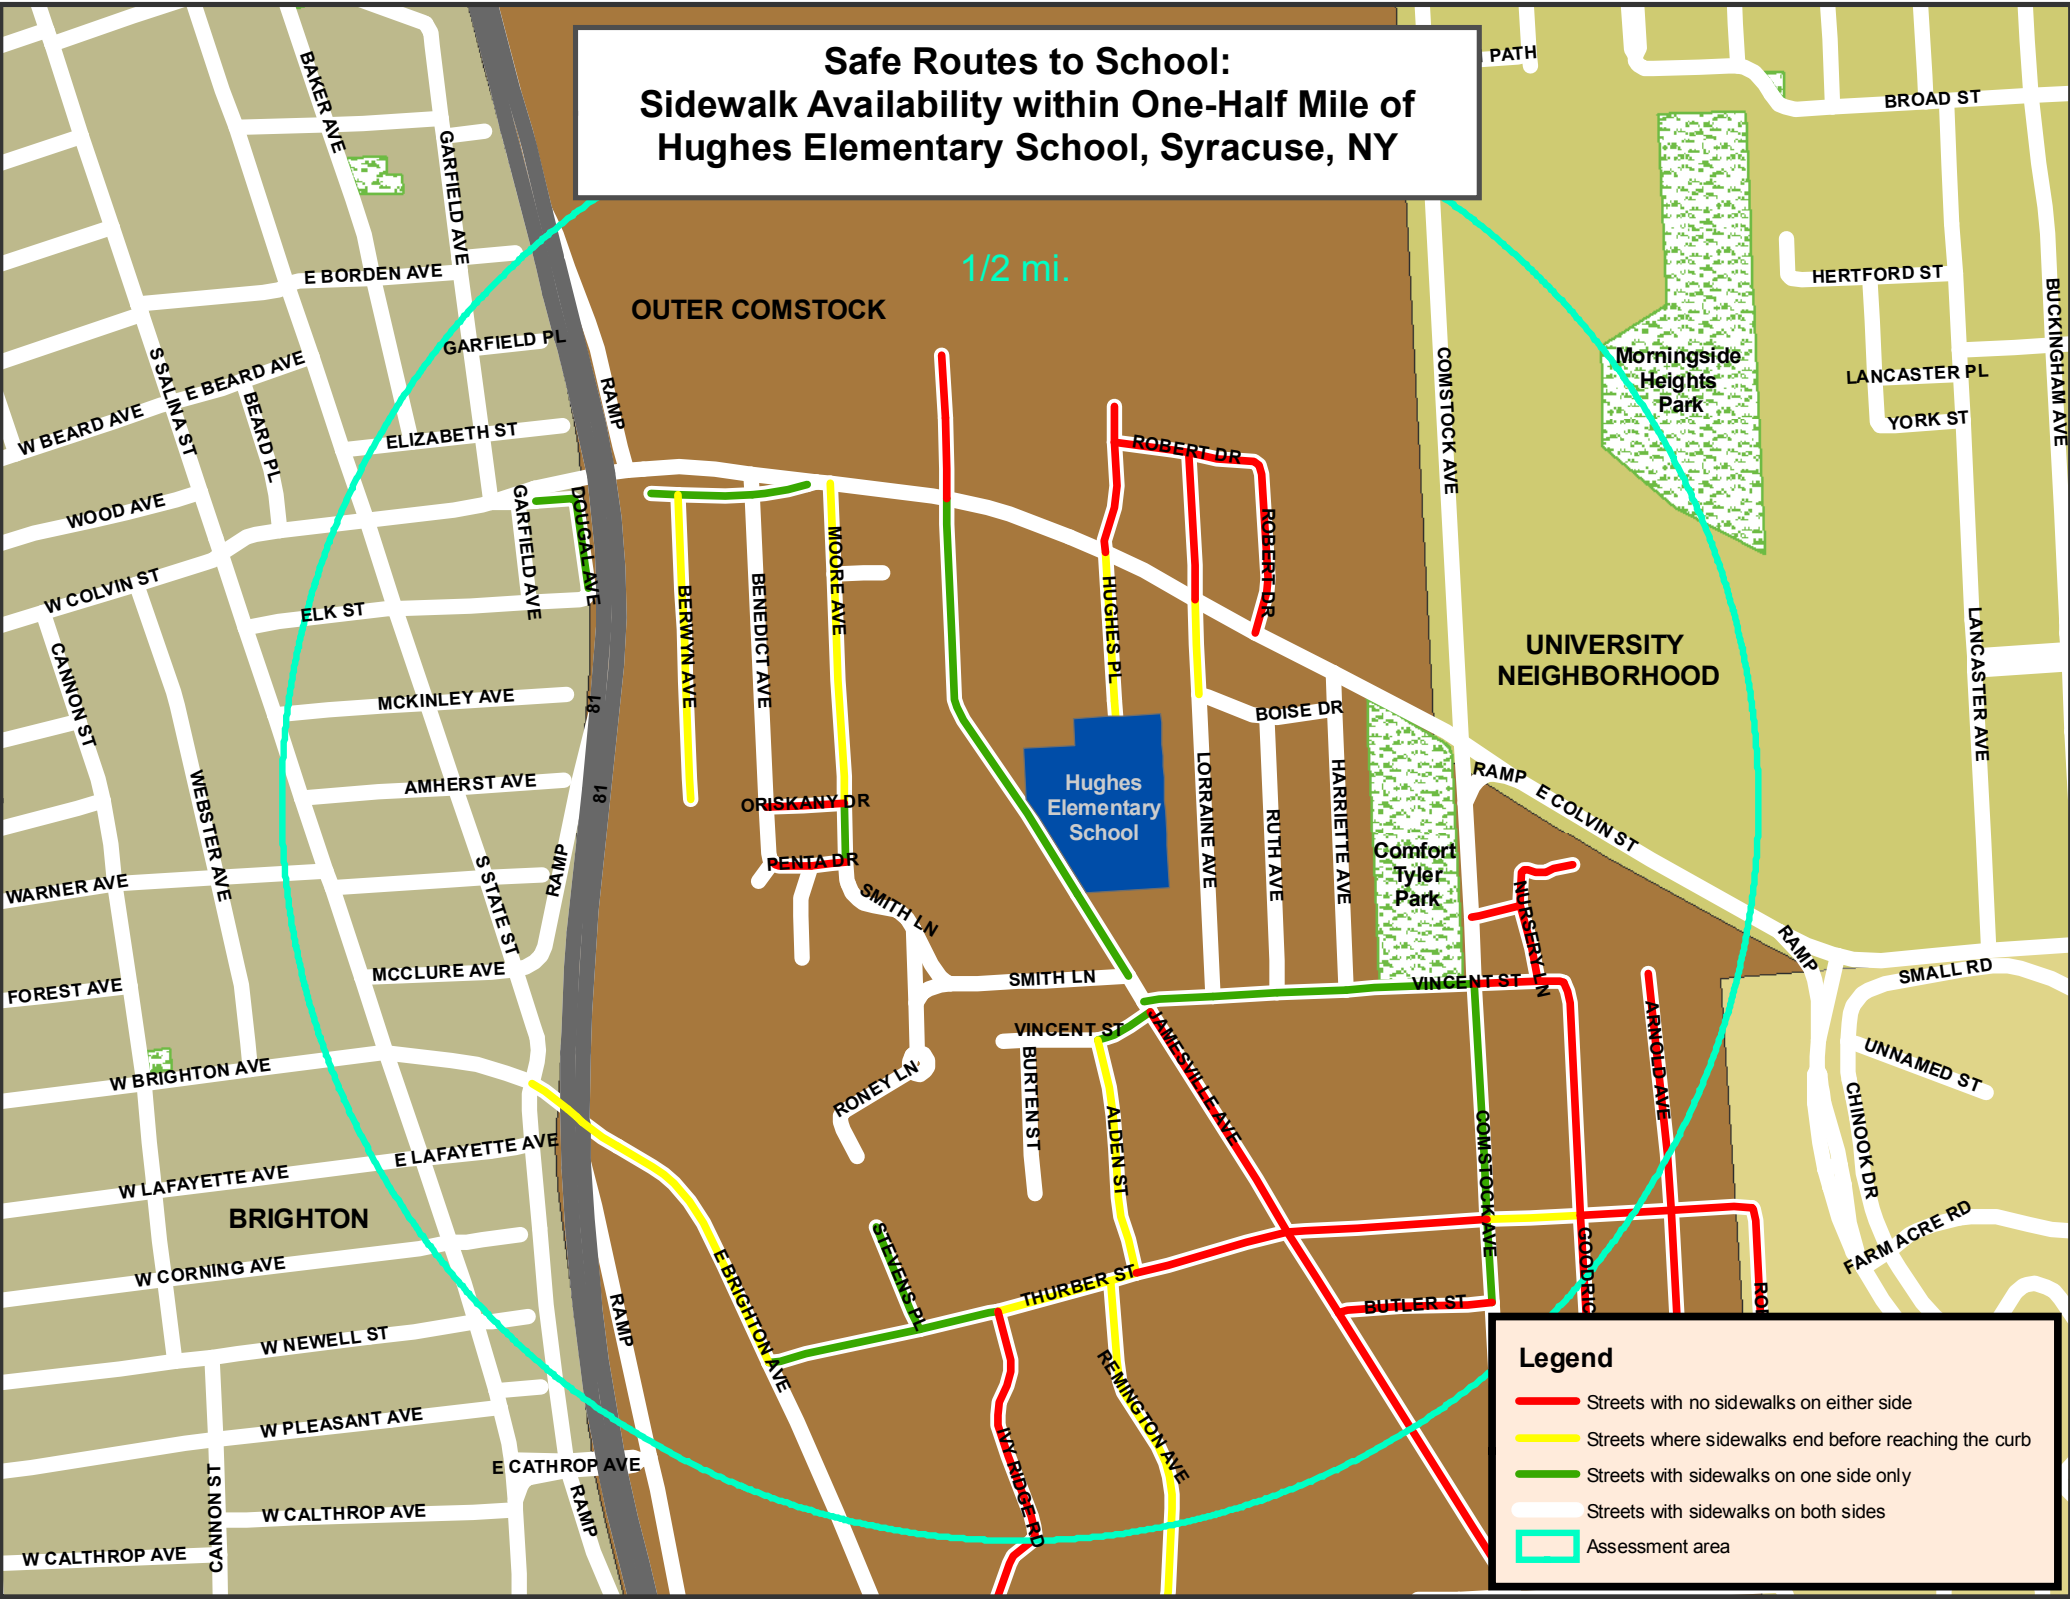 Safe Routes to School:
Sidewalk Availability within One-Half Mile of
Hughes Elementary School, Syracuse, NY
PATH
BROAD ST
BAKER AVE
GARFIELD AVE
1/2 mi.
OUTER COMSTOCK
E BORDEN AVE
HERTFORD ST
BUCKINGHAM AVE
GARFIELD PL
S SALINA ST
E BEARD AVE
W BEARD AVE
BEARD PL
RAMP
COMSTOCK AVE
Morningside
Heights
Park
LANCASTER PL
YORK ST
ELIZABETH ST
ROBERT DR
WOOD AVE
GARFIELD AVE
DOUGAL AVE
MOORE AVE
ROBERT DR
W COLVIN ST
ELK ST
BERWYN AVE
BENEDICT AVE
HUGHES PL
UNIVERSITY
NEIGHBORHOOD
LANCASTER AVE
CANNON ST
MCKINLEY AVE
81
BOISE DR
WEBSTER AVE
AMHERST AVE
81
ORISKANY DR
Hughes
Elementary
School
LORRAINE AVE
RUTH AVE
HARRIETTE AVE
RAMP
E COLVIN ST
Comfort
Tyler
Park
WARNER AVE
S STATE ST
RAMP
PENTA DR
SMITH LN
NURSERY LN
RAMP
FOREST AVE
MCCLURE AVE
SMITH LN
VINCENT ST
SMALL RD
W BRIGHTON AVE
VINCENT ST
JAMESVILLE AVE
ARNOLD AVE
UNNAMED ST
RONEY LN
BURTEN ST
ALDEN ST
COMSTOCK AVE
CHINOOK DR
E LAFAYETTE AVE
W LAFAYETTE AVE
BRIGHTON
FARM ACRE RD
W CORNING AVE
E BRIGHTON AVE
STEVENS PL
THURBER ST
GOODRIC
BUTLER ST
W NEWELL ST
RAMP
REMINGTON AVE
W PLEASANT AVE
IVY RIDGE RD
E CATHROP AVE
CANNON ST
RAMP
W CALTHROP AVE
W CALTHROP AVE
Legend
Streets with no sidewalks on either side
Streets where sidewalks end before reaching the curb
Streets with sidewalks on one side only
Streets with sidewalks on both sides
Assessment area